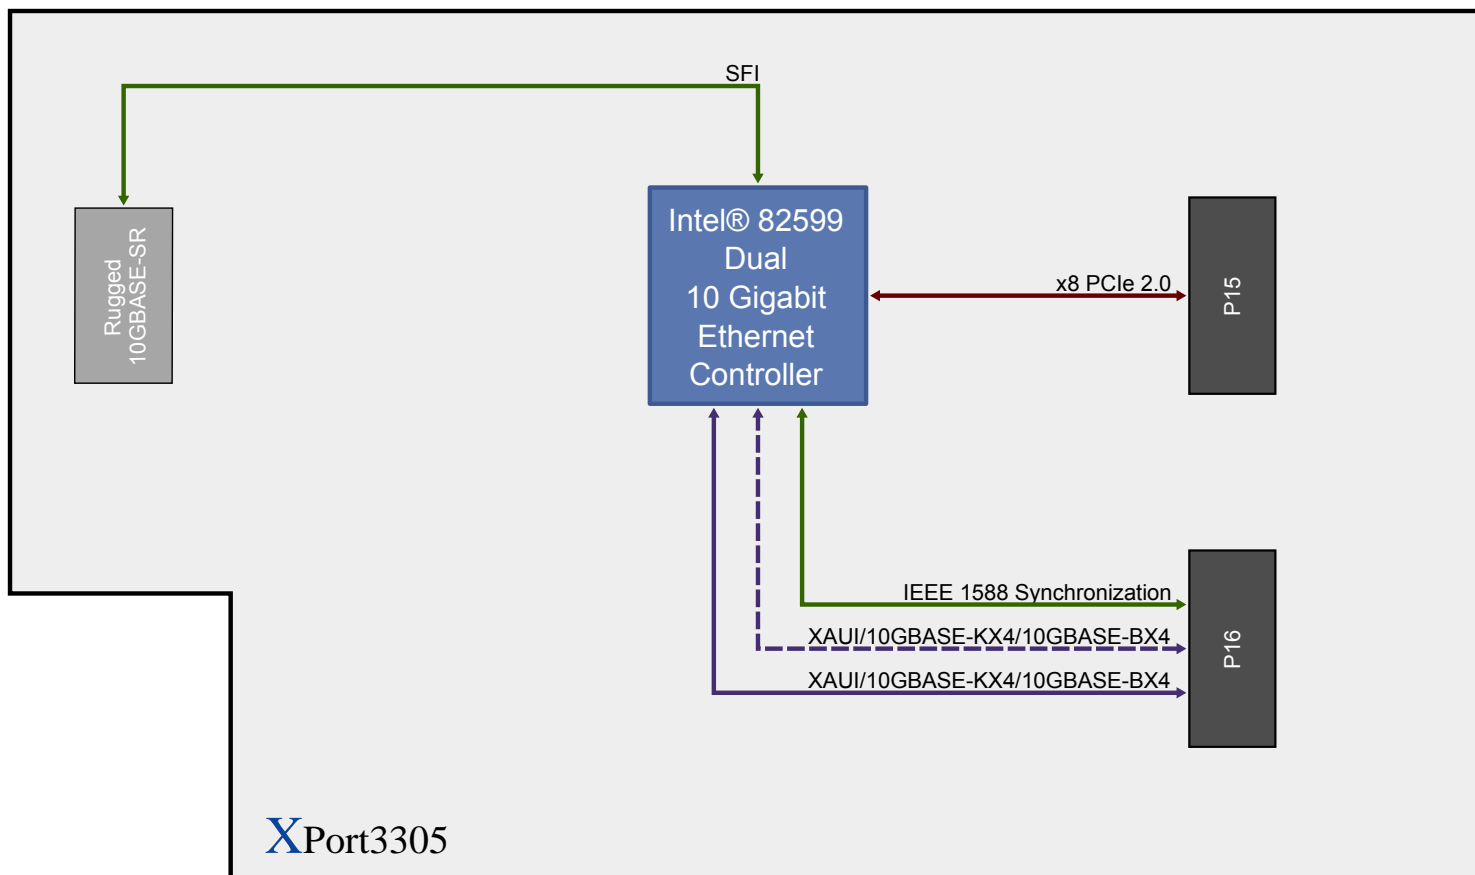 SFI
Rugged
10GBASE-SR
Intel® 82599
Dual
10 Gigabit
Ethernet
Controller
x8 PCIe 2.0
P15
IEEE 1588 Synchronization
XAUI/10GBASE-KX4/10GBASE-BX4
XAUI/10GBASE-KX4/10GBASE-BX4
P16
XPort3305